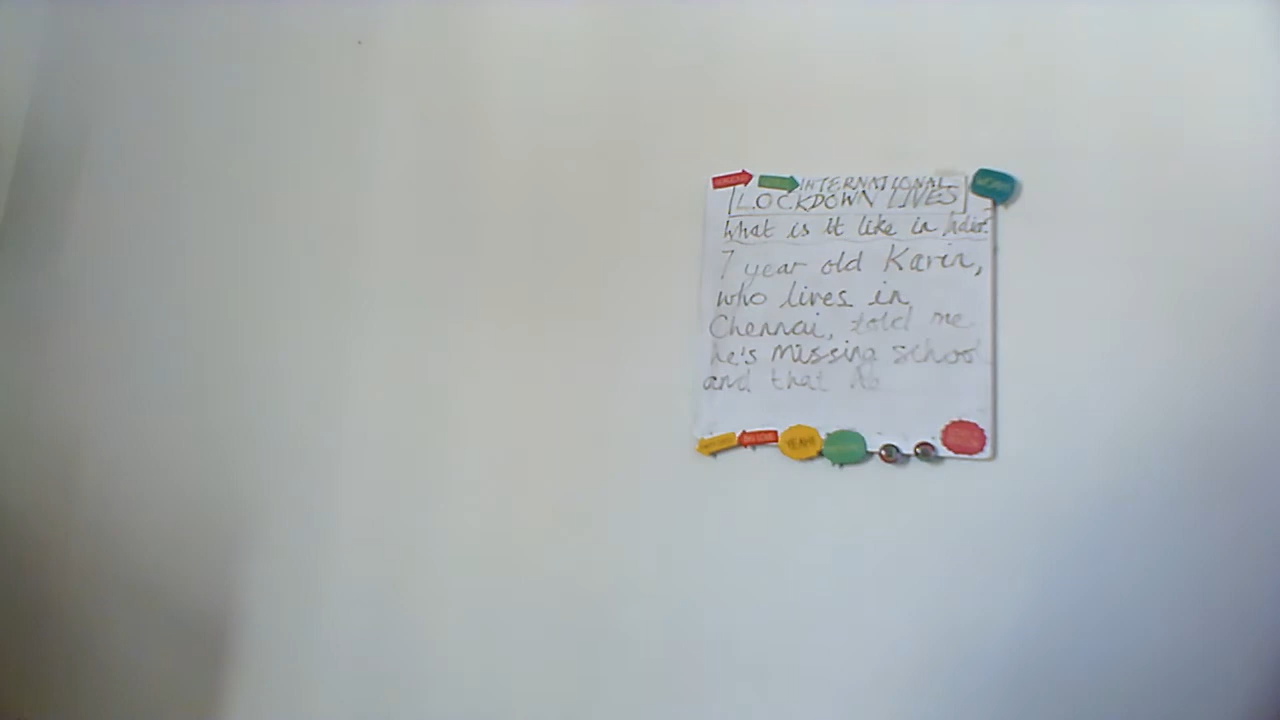 INTERNATIONAL
LOCKDOWN LIVES
What is it like in India?
7 year old Karin,
who lives in
Chennai, told me
he's missing school
and that
YEAH!